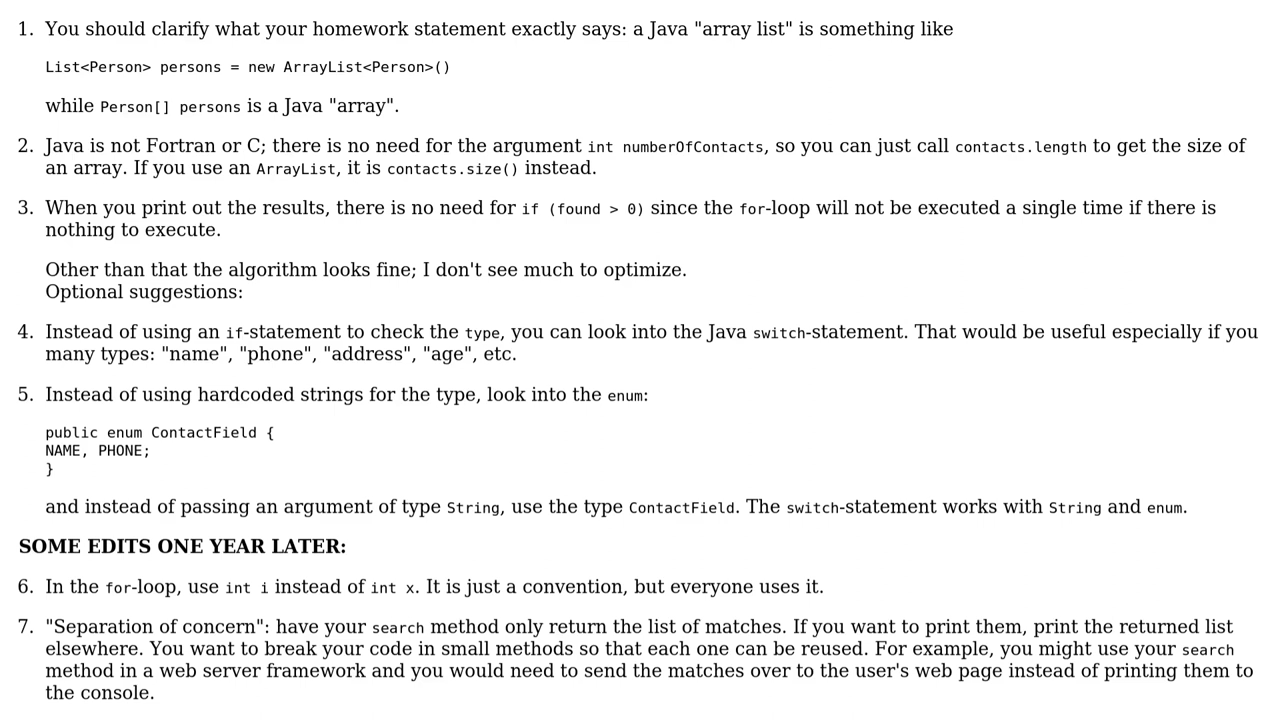 1. You should clarify what your homework statement exactly says: a Java "array list" is something like
List<Person> persons = new ArrayList<Person>()
while Person[] persons is a Java "array".
2. Java is not Fortran or C; there is no need for the argument int numberOfContacts, so you can just call contacts.length to get the size of
an array. If you use an ArrayList, it is contacts.size() instead.
3. When you print out the results, there is no need for if (found > 0) since the for-loop will not be executed a single time if there is
nothing to execute.
Other than that the algorithm looks fine; I don't see much to optimize.
Optional suggestions:
4. Instead of using an if-statement to check the type, you can look into the Java switch-statement. That would be useful especially if you
many types: "name", "phone", "address", "age", etc.
5. Instead of using hardcoded strings for the type, look into the enum:
public enum ContactField {
NAME, PHONE;
}
and instead of passing an argument of type String, use the type ContactField. The switch-statement works with String and enum.
SOME EDITS ONE YEAR LATER:
6. In the for-loop, use int i instead of int x. It is just a convention, but everyone uses it.
7. "Separation of concern": have your search method only return the list of matches. If you want to print them, print the returned list
elsewhere. You want to break your code in small methods so that each one can be reused. For example, you might use your search
method in a web server framework and you would need to send the matches over to the user's web page instead of printing them to
the console.